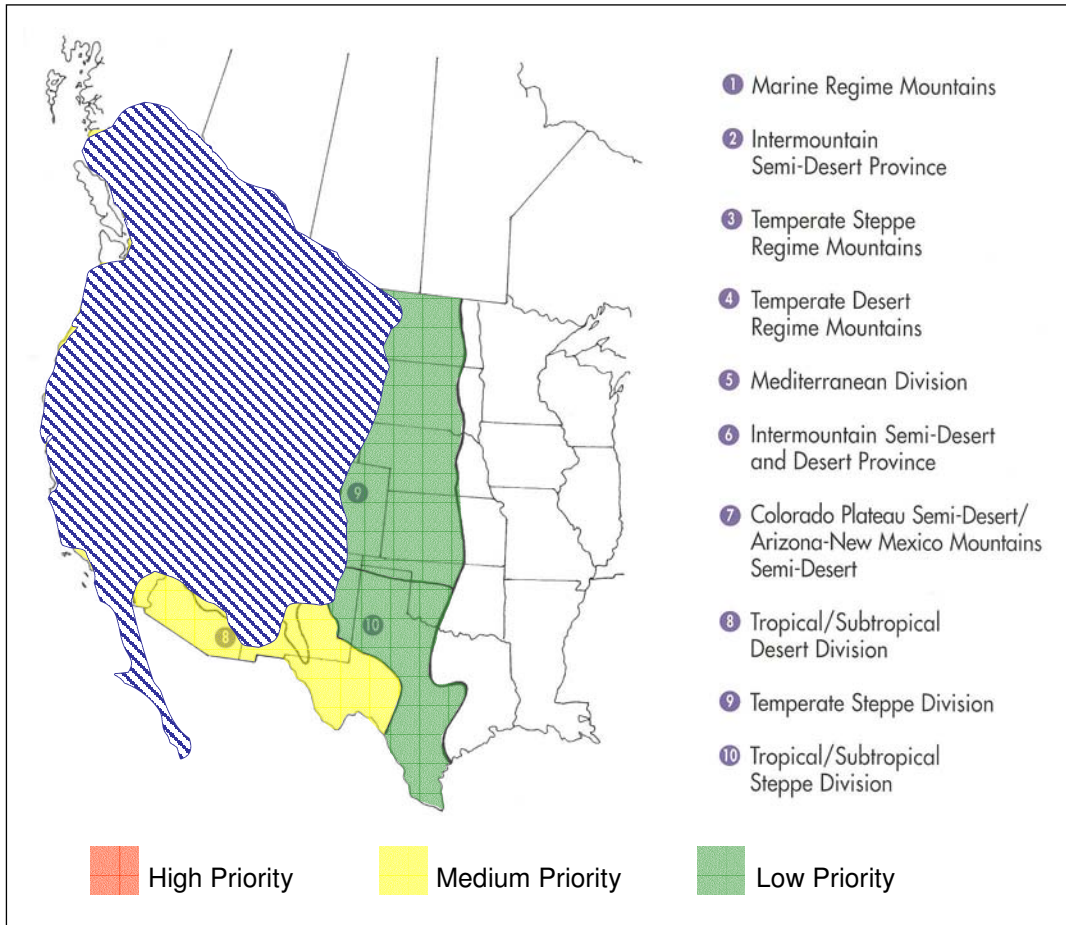 1 Marine Regime Mountains
2 Intermountain
Semi-Desert Province
3 Temperate Steppe
Regime Mountains
4 Temperate Desert
Regime Mountains
5 Mediterranean Division
6 Intermountain Semi-Desert
and Desert Province
7 Colorado Plateau Semi-Desert/
Arizona-New Mexico Mountains
Semi-Desert
8 Tropical/Subtropical
Desert Division
9 Temperate Steppe Division
10 Tropical/Subtropical
Steppe Division
9
10
8
High Priority
Medium Priority
Low Priority